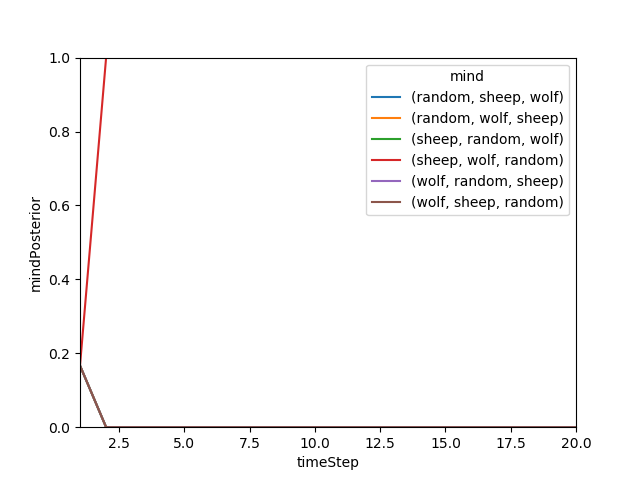 mind
(random, sheep, wolf)
(random, wolf, sheep)
(sheep, random, wolf)
(sheep, wolf, random)
(wolf, random, sheep)
(wolf, sheep, random)
1.0
0.8
0.6
0.4
0.2
0.0
mindPosterior
2.5 5.0 7.5 10.0 12.5 15.0 17.5 20.0
timeStep